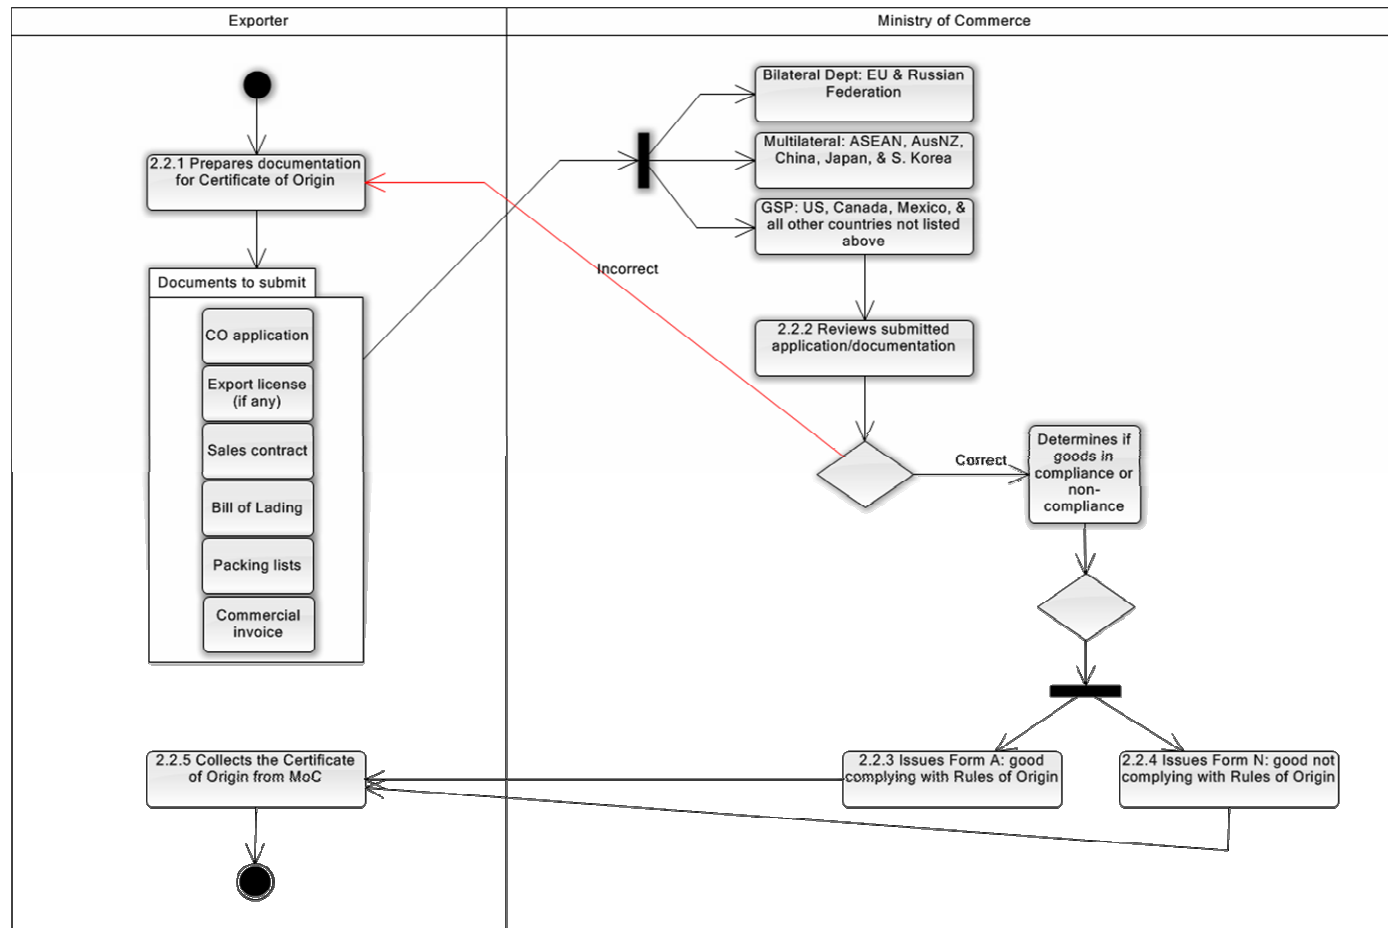 Exporter
Ministry of Commerce
Bilateral Dept: EU & Russian
Federation
Multilateral: ASEAN, AusNZ,
China, Japan, & S. Korea
GSP: US, Canada, Mexico, &
all other countries not listed
above
2.2.1 Prepares documentation
for Certificate of Origin
Incorrect
Documents to submit
CO application
Export license
(if any)
Sales contract
Bill of Lading
Packing lists
Commercial
invoice
2.2.2 Reviews submitted
application/documentation
Correct
Determines if
goods in
compliance or
non-
compliance
2.2.3 Issues Form A: good
complying with Rules of Origin
2.2.4 Issues Form N: good not
complying with Rules of Origin
2.2.5 Collects the Certificate
of Origin from MoC